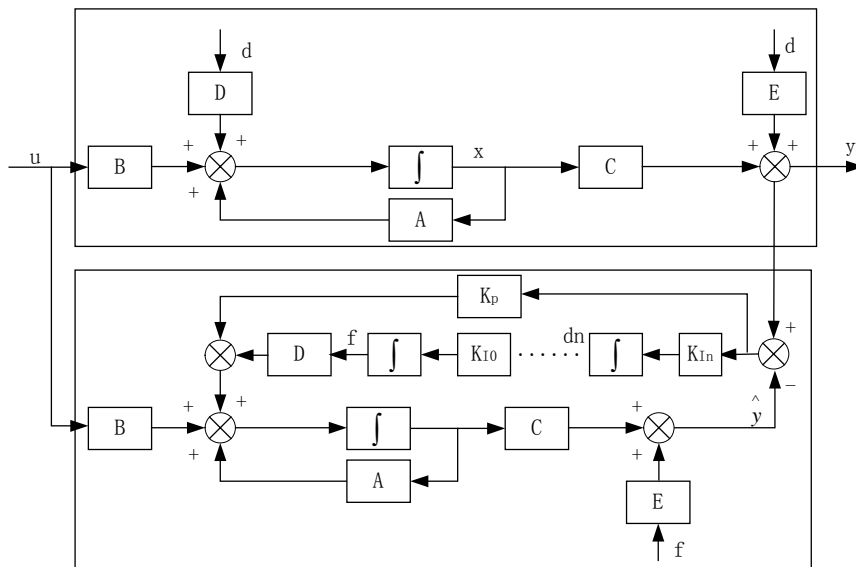 d d
D E
+ + + +
u B ∫ x C y
+
A
Kp
+
f dn
D ∫ KI0 ······ ∫ KIn
−
+ + + ŷ
B ∫ C
+ +
A
E
f